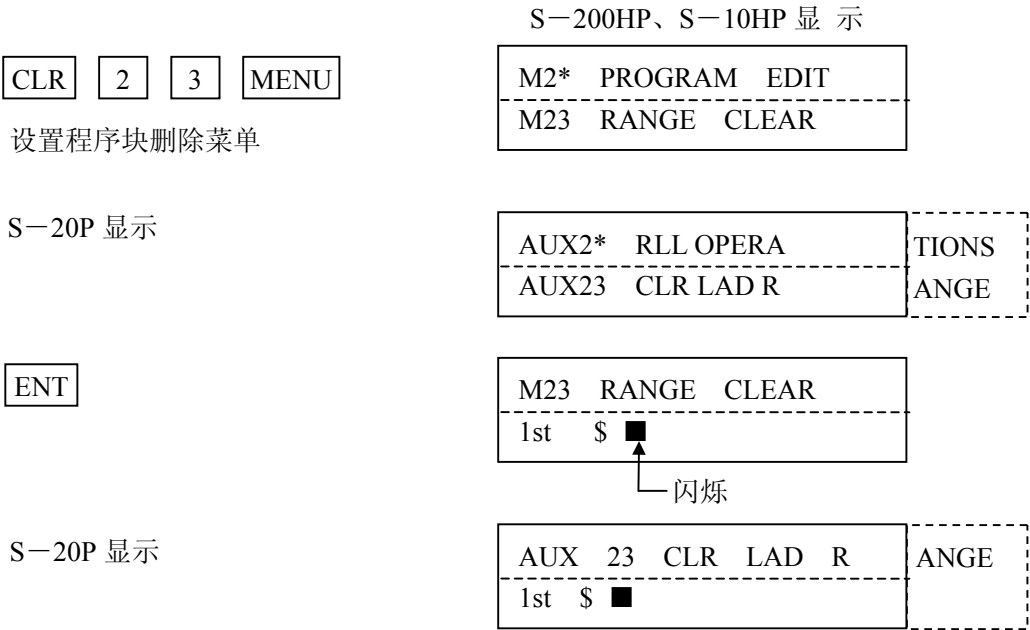 S－200HP、S－10HP 显 示
CLR 2 3 MENU
设置程序块删除菜单
M2* PROGRAM EDIT
M23 RANGE CLEAR
S－20P 显示
AUX2* RLL OPERA TIONS
AUX23 CLR LAD R ANGE
ENT
M23 RANGE CLEAR
1st $ ■
闪烁
S－20P 显示
AUX 23 CLR LAD R ANGE
1st $ ■